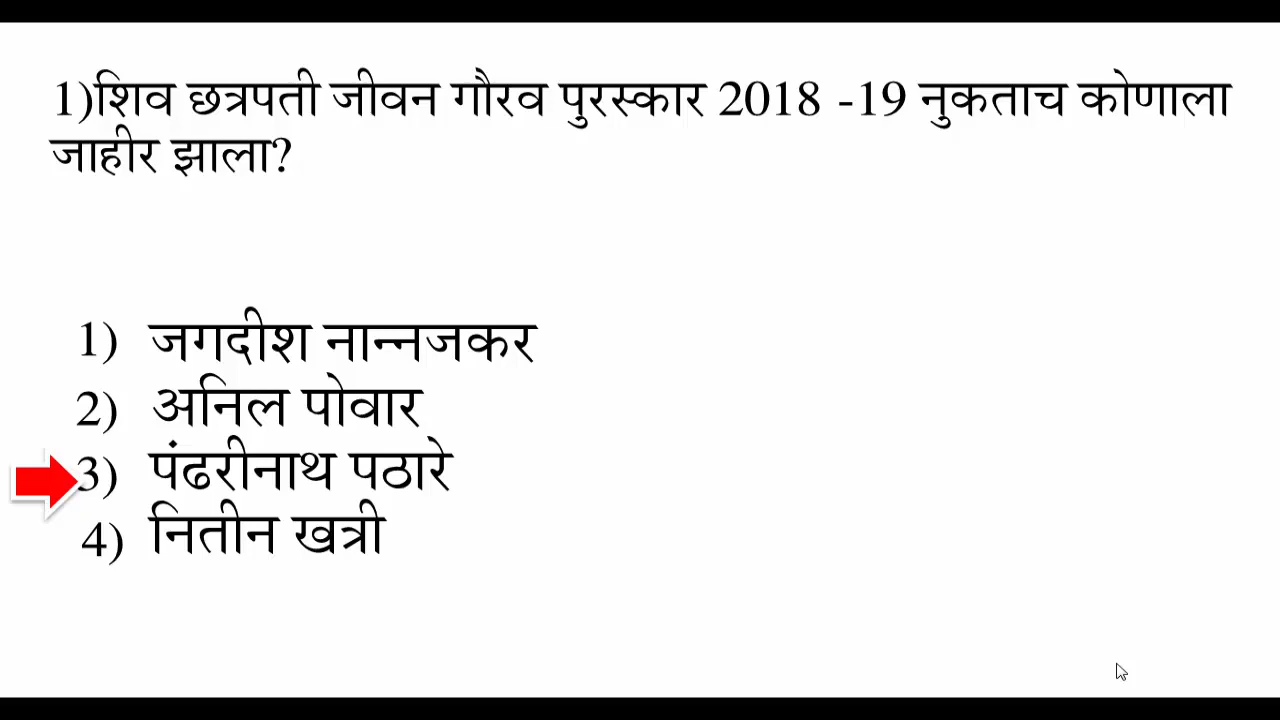 1)शिव छत्रपती जीवन गौरव पुरस्कार 2018 -19 नुकताच कोणाला
जाहीर झाला?
1) जगदीश नान्नजकर
2) अनिल पोवार
3) पंढरीनाथ पठारे
4) नितीन खत्री